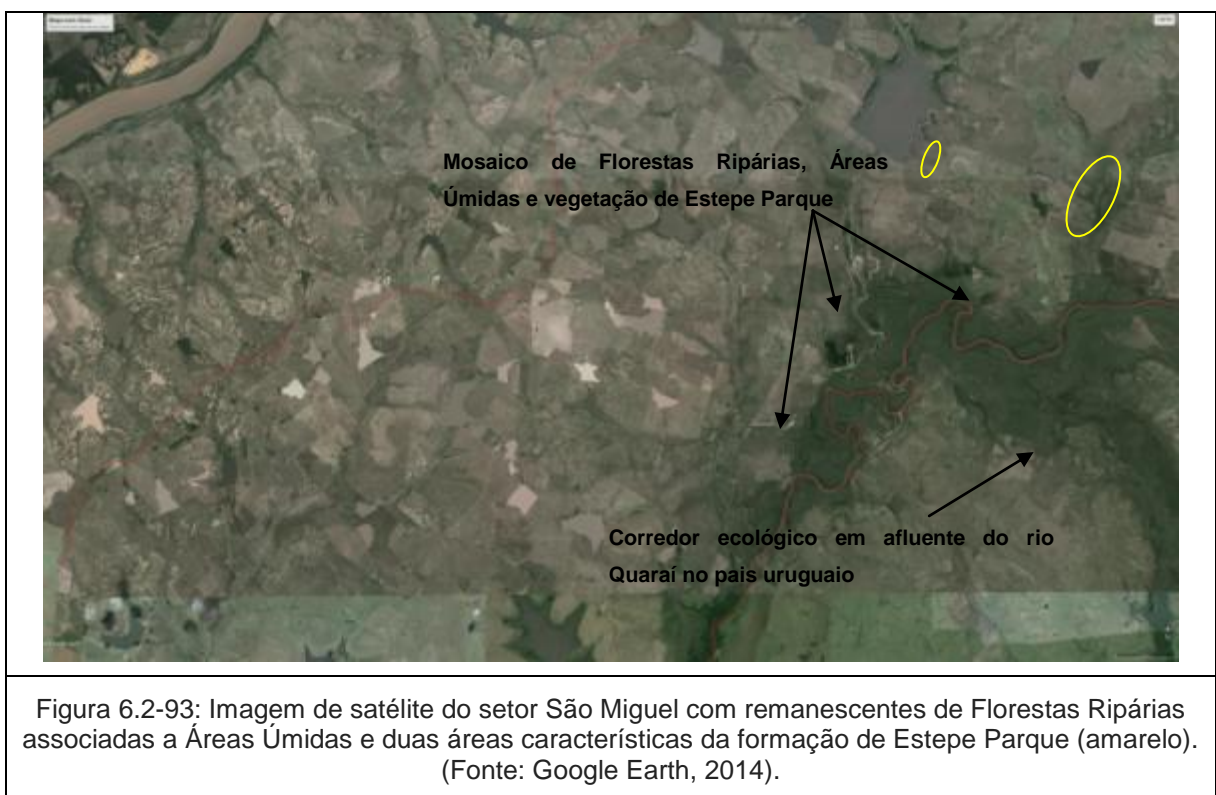 Mosaico de Florestas Ripárias, Áreas
Úmidas e vegetação de Estepe Parque
Corredor ecológico em afluente do rio
Quaraí no pais uruguaio
Figura 6.2-93: Imagem de satélite do setor São Miguel com remanescentes de Florestas Ripárias
associadas a Áreas Úmidas e duas áreas características da formação de Estepe Parque (amarelo).
(Fonte: Google Earth, 2014).